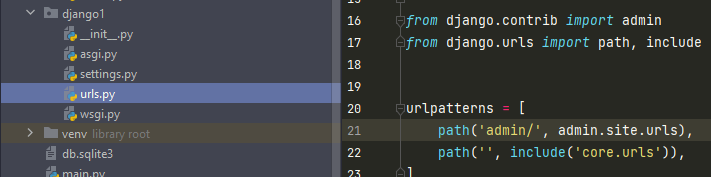 django1
__init__.py
asgi.py
settings.py
urls.py
wsgi.py
venv library root
db.sqlite3
main.py
16 from django.contrib import admin
17 from django.urls import path, include
18
19
20 urlpatterns = [
21 path('admin/', admin.site.urls),
22 path('', include('core.urls')),
23 ]